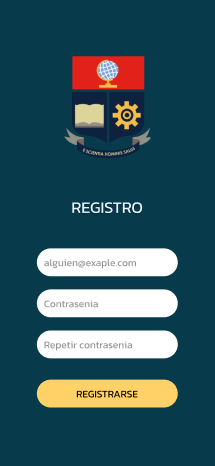 E SCIENTIA HOMINIS SALUS
REGISTRO
alguien@exaple.com
Contrasenia
Repetir contrasenia
REGISTRARSE